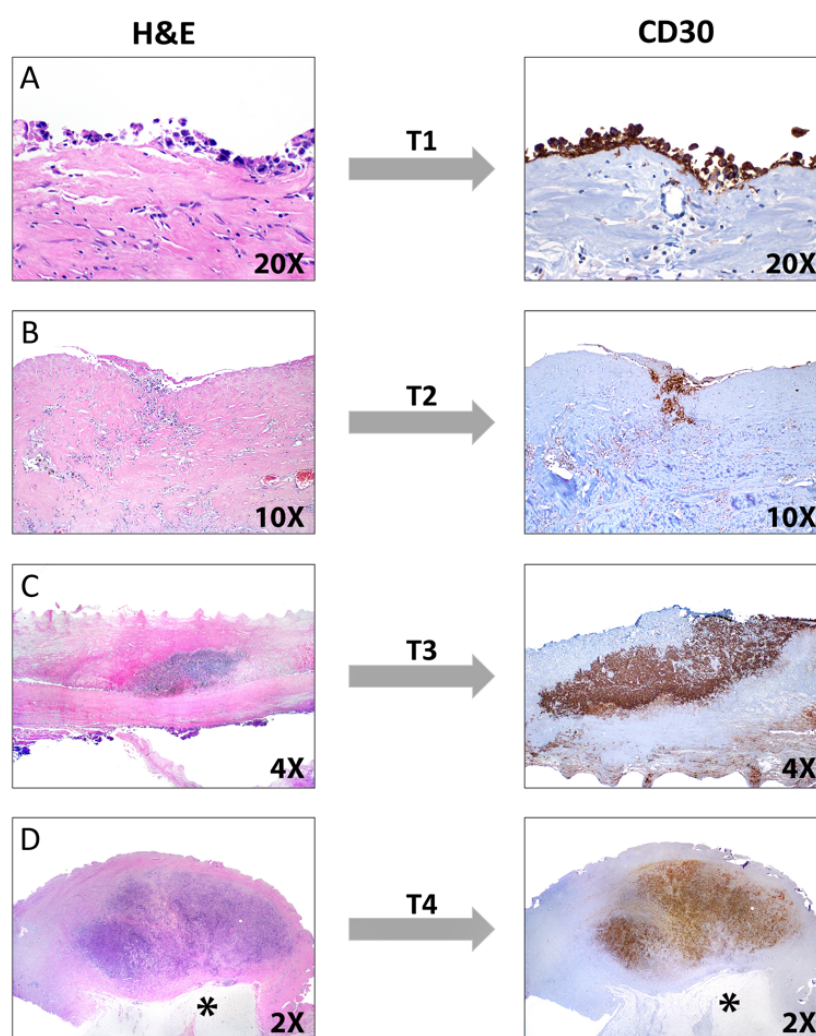 H&E CD30
A
T1
20X 20X
B
T2
10X 10X
C
T3
4X 4X
D
T4
* *
2X 2X